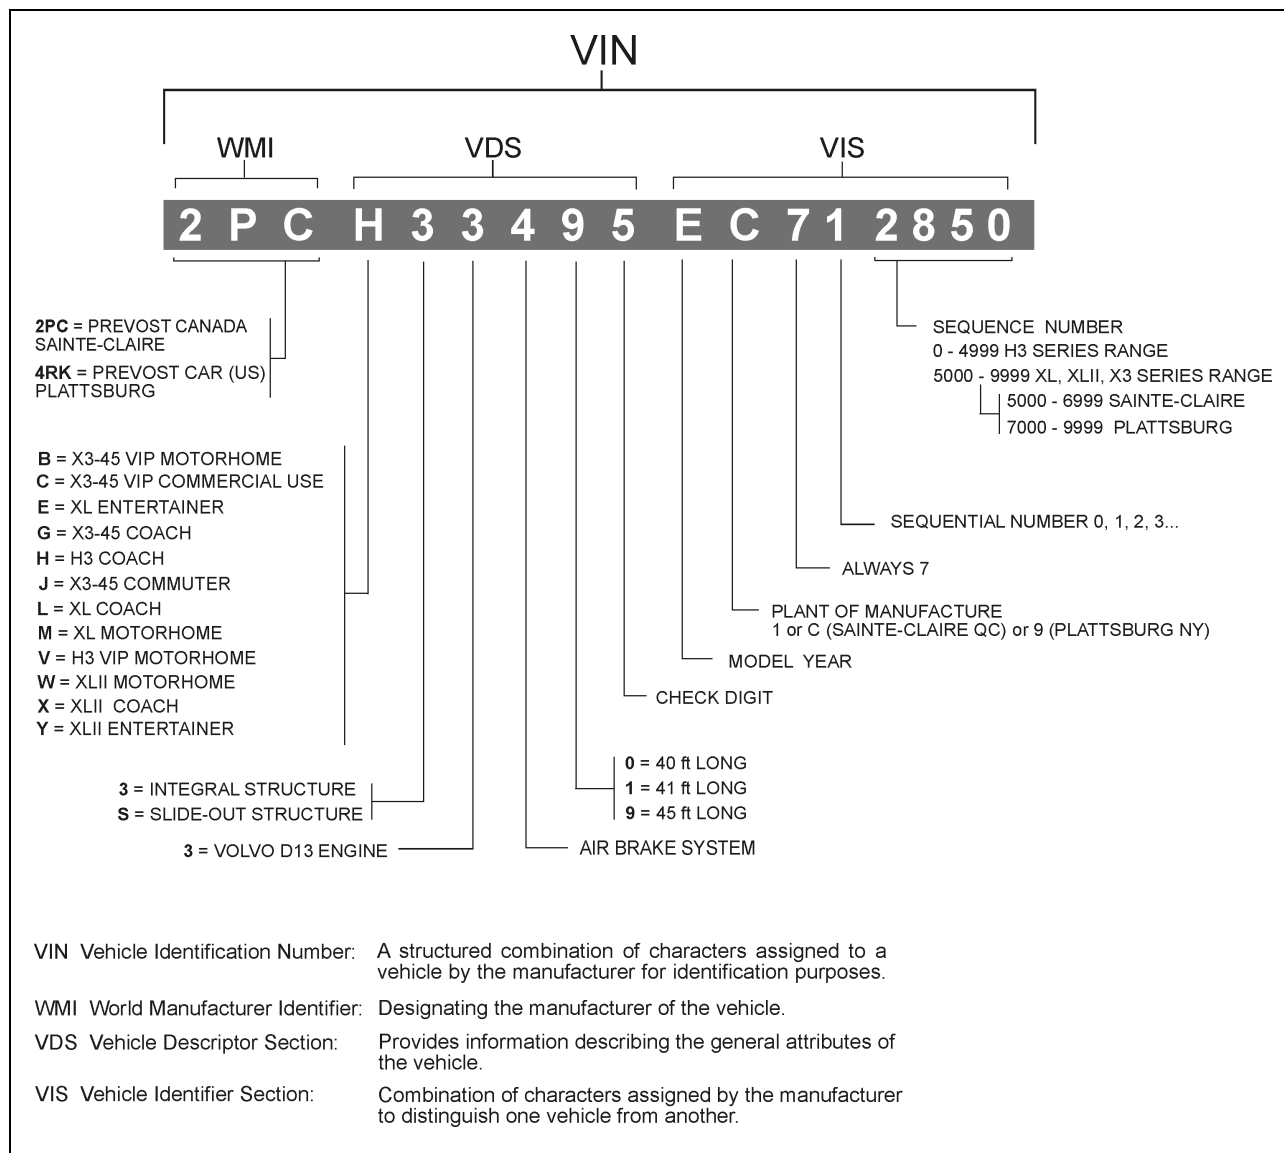 VIN
WMI VDS VIS
2 P C H 3 3 4 9 5 E C 7 1 2 8 5 0
2PC = PREVOST CANADA
SAINTE-CLAIRE
4RK = PREVOST CAR (US)
PLATTSBURG
SEQUENCE NUMBER
0 - 4999 H3 SERIES RANGE
5000 - 9999 XL, XLII, X3 SERIES RANGE
5000 - 6999 SAINTE-CLAIRE
7000 - 9999 PLATTSBURG
B = X3-45 VIP MOTORHOME
C = X3-45 VIP COMMERCIAL USE
E = XL ENTERTAINER
G = X3-45 COACH
H = H3 COACH
J = X3-45 COMMUTER
L = XL COACH
M = XL MOTORHOME
V = H3 VIP MOTORHOME
W = XLII MOTORHOME
X = XLII COACH
Y = XLII ENTERTAINER
SEQUENTIAL NUMBER 0, 1, 2, 3...
ALWAYS 7
PLANT OF MANUFACTURE
1 or C (SAINTE-CLAIRE QC) or 9 (PLATTSBURG NY)
MODEL YEAR
CHECK DIGIT
0 = 40 ft LONG
1 = 41 ft LONG
9 = 45 ft LONG
3 = INTEGRAL STRUCTURE
S = SLIDE-OUT STRUCTURE
3 = VOLVO D13 ENGINE
AIR BRAKE SYSTEM
VIN Vehicle Identification Number: A structured combination of characters assigned to a
vehicle by the manufacturer for identification purposes.
WMI World Manufacturer Identifier: Designating the manufacturer of the vehicle.
VDS Vehicle Descriptor Section: Provides information describing the general attributes of
the vehicle.
VIS Vehicle Identifier Section: Combination of characters assigned by the manufacturer
to distinguish one vehicle from another.